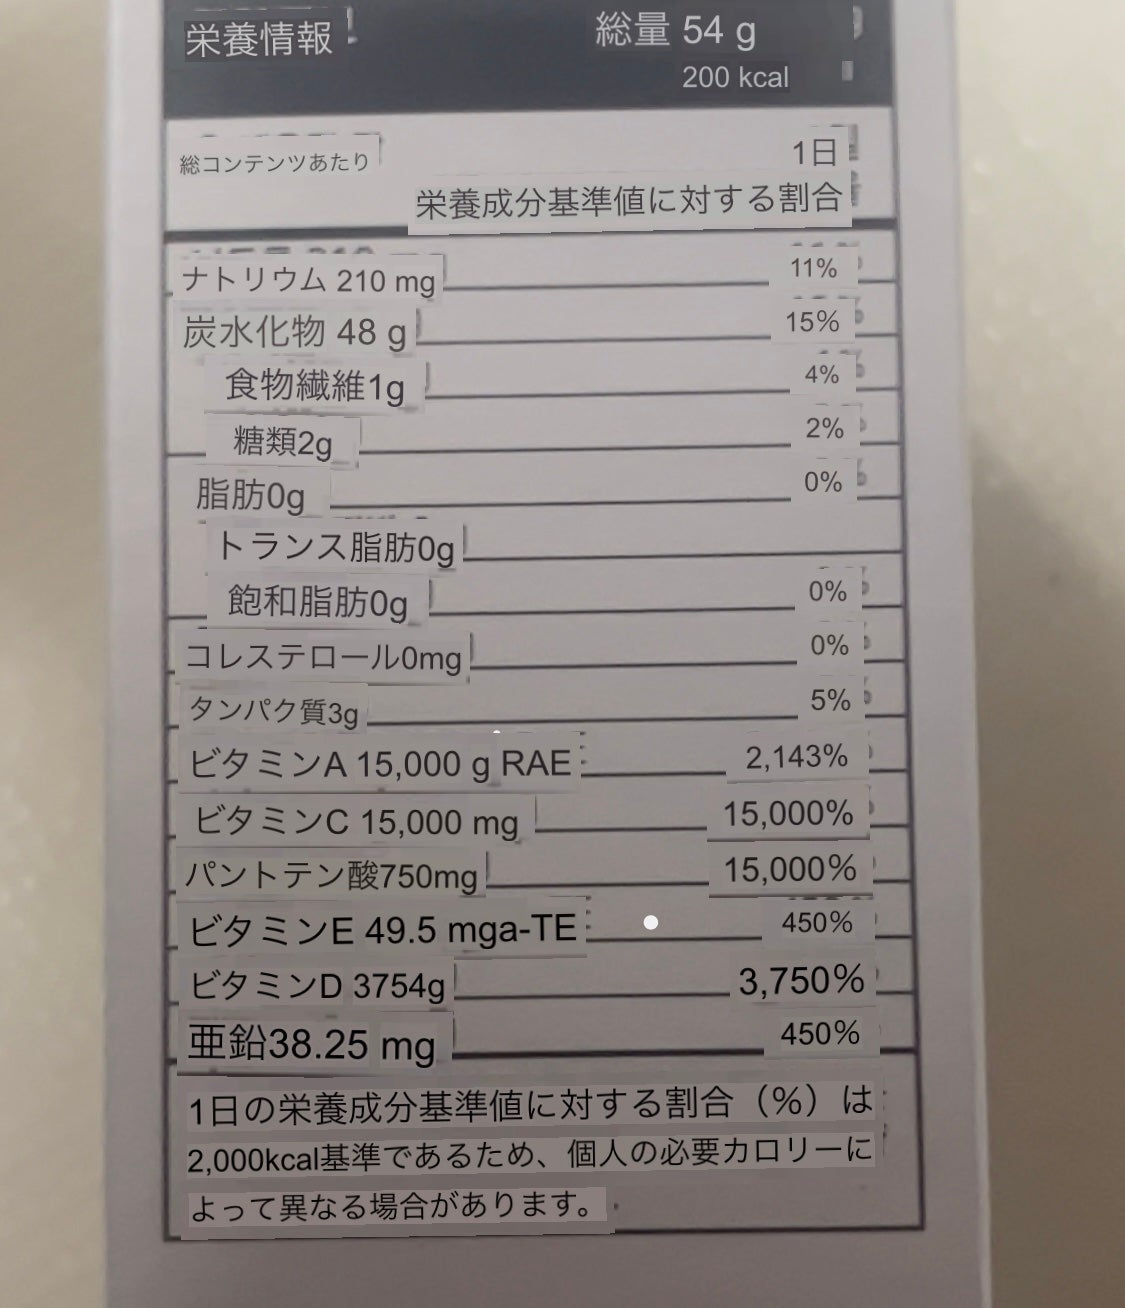 栄養情報
総量 54 g
200 kcal
総コンテンツあたり
1日
栄養成分基準値に対する割合
ナトリウム 210 mg 11%
炭水化物 48 g 15%
食物繊維1g 4%
糖類2g 2%
脂肪0g 0%
トランス脂肪0g
飽和脂肪0g 0%
コレステロール0mg 0%
タンパク質3g 5%
ビタミンA 15,000 g RAE 2,143%
ビタミンC 15,000 mg 15,000%
パントテン酸750mg 15,000%
ビタミンE 49.5 mga-TE 450%
ビタミンD 3754g 3,750%
亜鉛38.25 mg 450%
1日の栄養成分基準値に対する割合（%）は
2,000kcal基準であるため、個人の必要カロリーに
よって異なる場合があります。